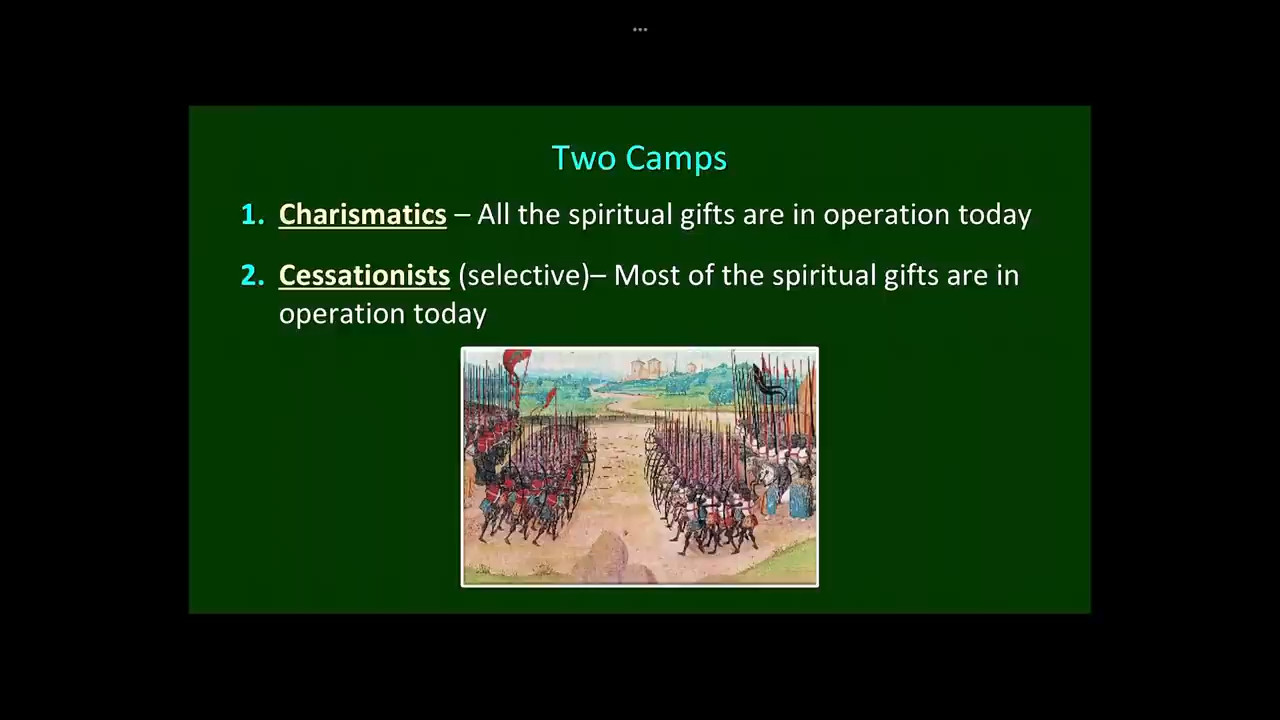 Two Camps
1. Charismatics – All the spiritual gifts are in operation today
2. Cessationists (selective)– Most of the spiritual gifts are in
operation today